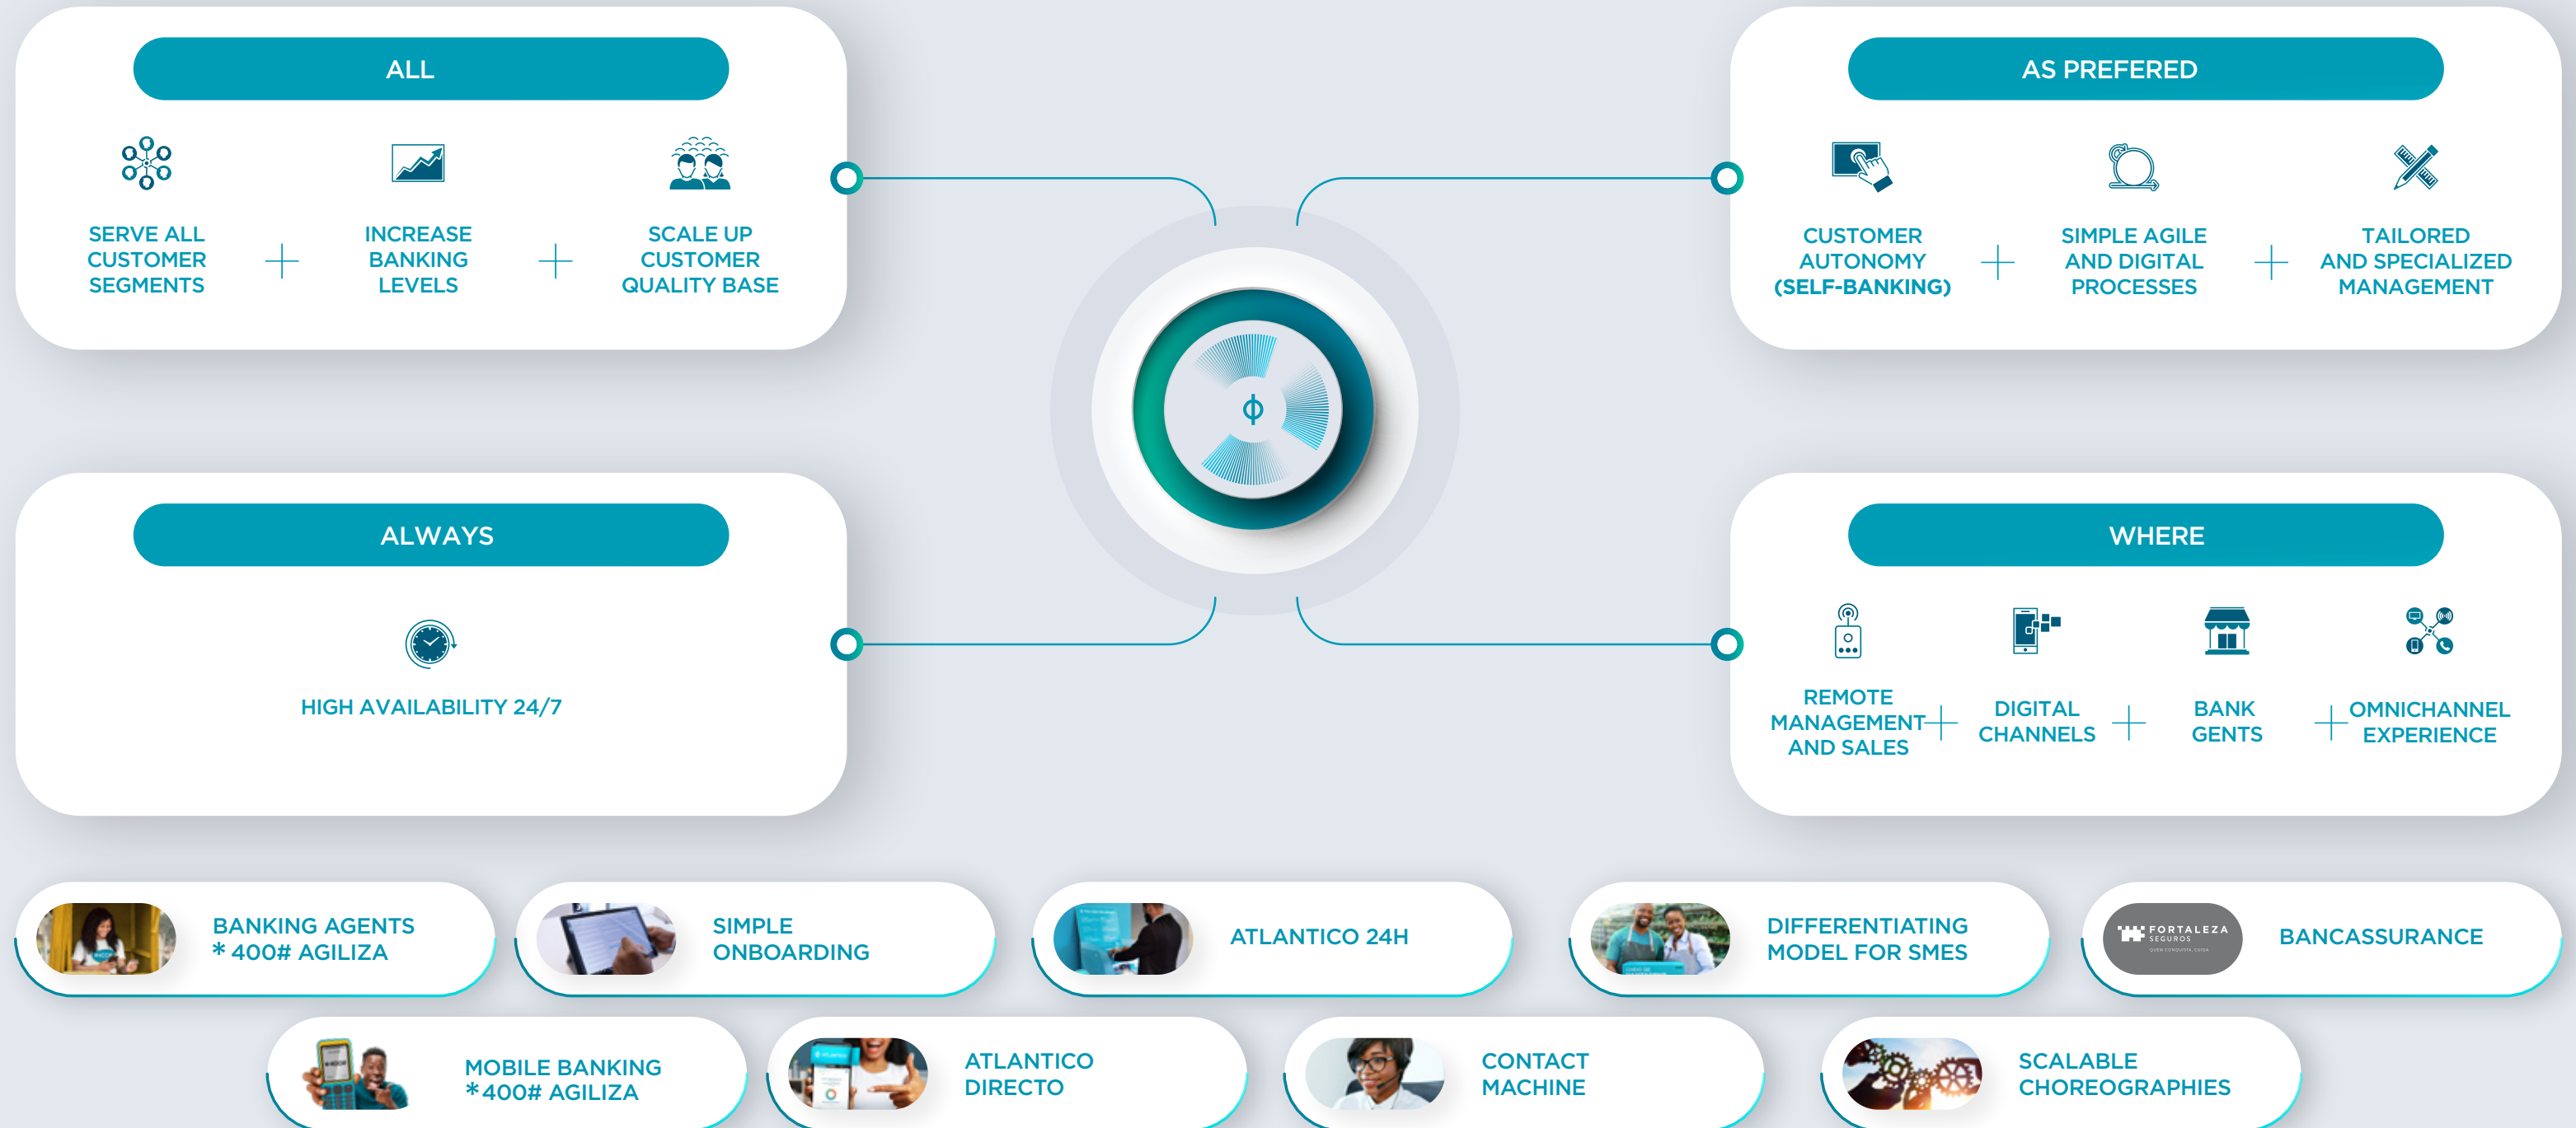 ALL
SERVE ALL
CUSTOMER
SEGMENTS
INCREASE
BANKING
LEVELS
SCALE UP
CUSTOMER
QUALITY BASE
AS PREFERED
CUSTOMER
AUTONOMY
(SELF-BANKING)
SIMPLE AGILE
AND DIGITAL
PROCESSES
TAILORED
AND SPECIALIZED
MANAGEMENT
ALWAYS
HIGH AVAILABILITY 24/7
WHERE
REMOTE
MANAGEMENT
AND SALES
DIGITAL
CHANNELS
BANK
GENTS
OMNICHANNEL
EXPERIENCE
BANKING AGENTS
*400# AGILIZA
SIMPLE
ONBOARDING
ATLANTICO 24H
DIFFERENTIATING
MODEL FOR SMES
FORTALEZA
SEGUROS
QUEM CONQUISTA, CUIDA
BANCASSURANCE
MOBILE BANKING
*400# AGILIZA
ATLANTICO
DIRECTO
CONTACT
MACHINE
SCALABLE
CHOREOGRAPHIES